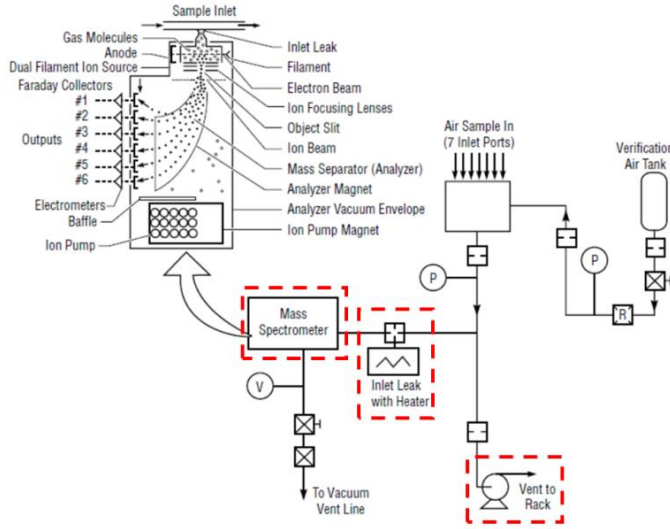 Sample Inlet
Gas Molecules
Anode
Dual Filament Ion Source
Faraday Collectors
#1
#2
#3
#4
#5
#6
Outputs
Electrometers
Baffle
Ion Pump
Inlet Leak
Filament
Electron Beam
Ion Focusing Lenses
Object Slit
Ion Beam
Mass Separator (Analyzer)
Analyzer Magnet
Analyzer Vacuum Envelope
Ion Pump Magnet
Air Sample In
(7 Inlet Ports)
Verification
Air Tank
P
P
R
Mass
Spectrometer
Inlet Leak
with Heater
V
To Vacuum
Vent Line
Vent to
Rack